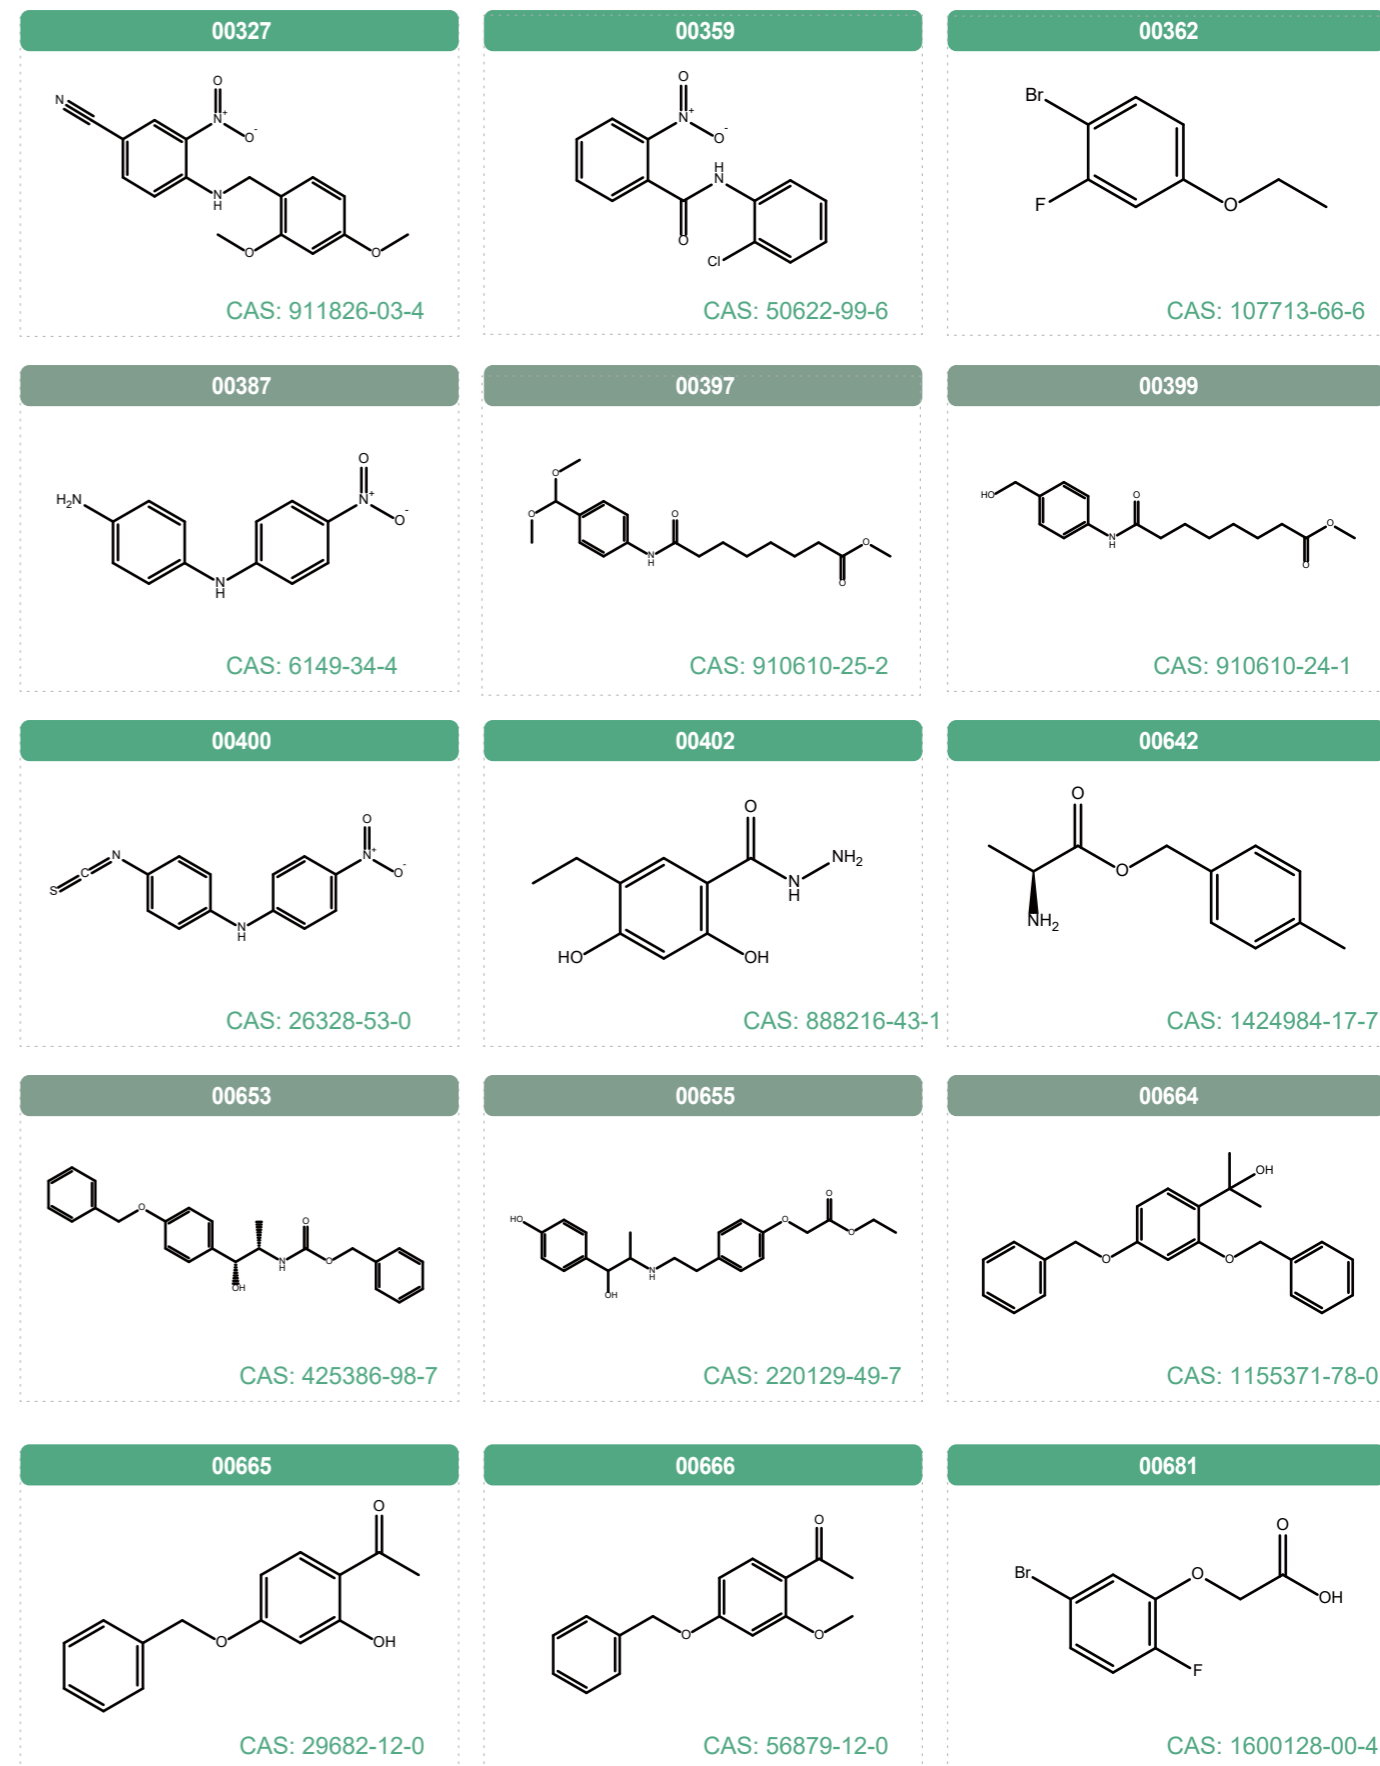 00327
00359
00362
N
O
N+
O-
N
H
O
O
CAS: 911826-03-4
O
N+
O-
H
N
O
Cl
CAS: 50622-99-6
Br
F
O
CAS: 107713-66-6
00387
00397
00399
H2N
N
H
O
N+
O-
CAS: 6149-34-4
O
O
N
H
O
O
O
CAS: 910610-25-2
HO
N
H
O
O
O
CAS: 910610-24-1
00400
00402
00642
S
C
N
N
H
O
N+
O-
CAS: 26328-53-0
O
NH2
N
H
HO
OH
CAS: 888216-43-1
O
O
NH2
CAS: 1424984-17-7
00653
00655
00664
O
OH
N
H
O
O
CAS: 425386-98-7
HO
OH
N
H
O
O
O
CAS: 220129-49-7
OH
O
O
CAS: 1155371-78-0
00665
00666
00681
O
O
OH
CAS: 29682-12-0
O
O
O
CAS: 56879-12-0
Br
O
O
OH
F
CAS: 1600128-00-4